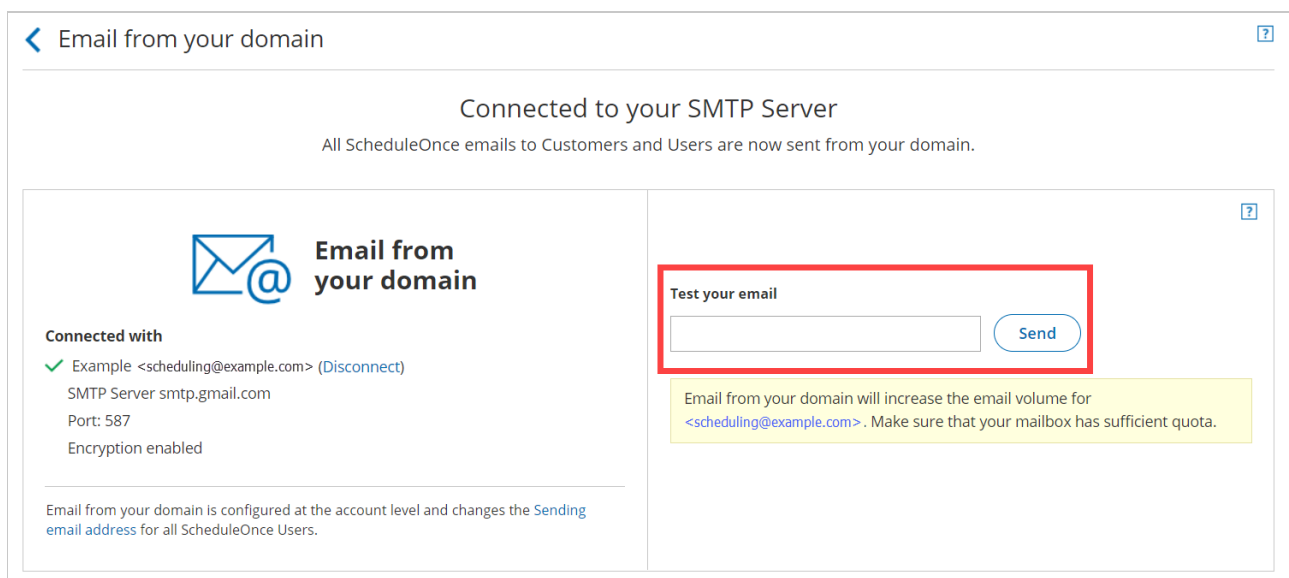 Email from your domain
?
Connected to your SMTP Server
All ScheduleOnce emails to Customers and Users are now sent from your domain.
Email from
your domain
Connected with
Example <scheduling@example.com> (Disconnect)
SMTP Server smtp.gmail.com
Port: 587
Encryption enabled
Email from your domain is configured at the account level and changes the Sending
email address for all ScheduleOnce Users.
?
Test your email
Send
Email from your domain will increase the email volume for
<scheduling@example.com>. Make sure that your mailbox has sufficient quota.